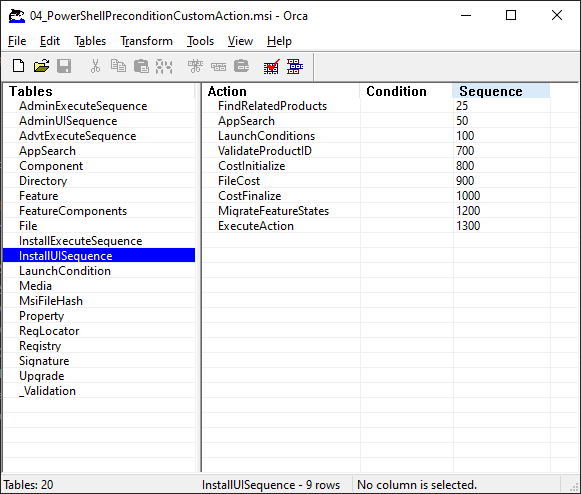 04_PowerShellPreconditionCustomAction.msi - Orca
File Edit Tables Transform Tools View Help
Tables Action Condition Sequence
AdminExecuteSequence FindRelatedProducts 25
AdminUISequence AppSearch 50
AdvtExecuteSequence LaunchConditions 100
AppSearch ValidateProductID 700
Component CostInitialize 800
Directory FileCost 900
Feature CostFinalize 1000
FeatureComponents MigrateFeatureStates 1200
File ExecuteAction 1300
InstallExecuteSequence
InstallUISequence
LaunchCondition
Media
MsiFileHash
Property
ReqLocator
Registry
Signature
Upgrade
_Validation
Tables: 20 InstallUISequence - 9 rows No column is selected.